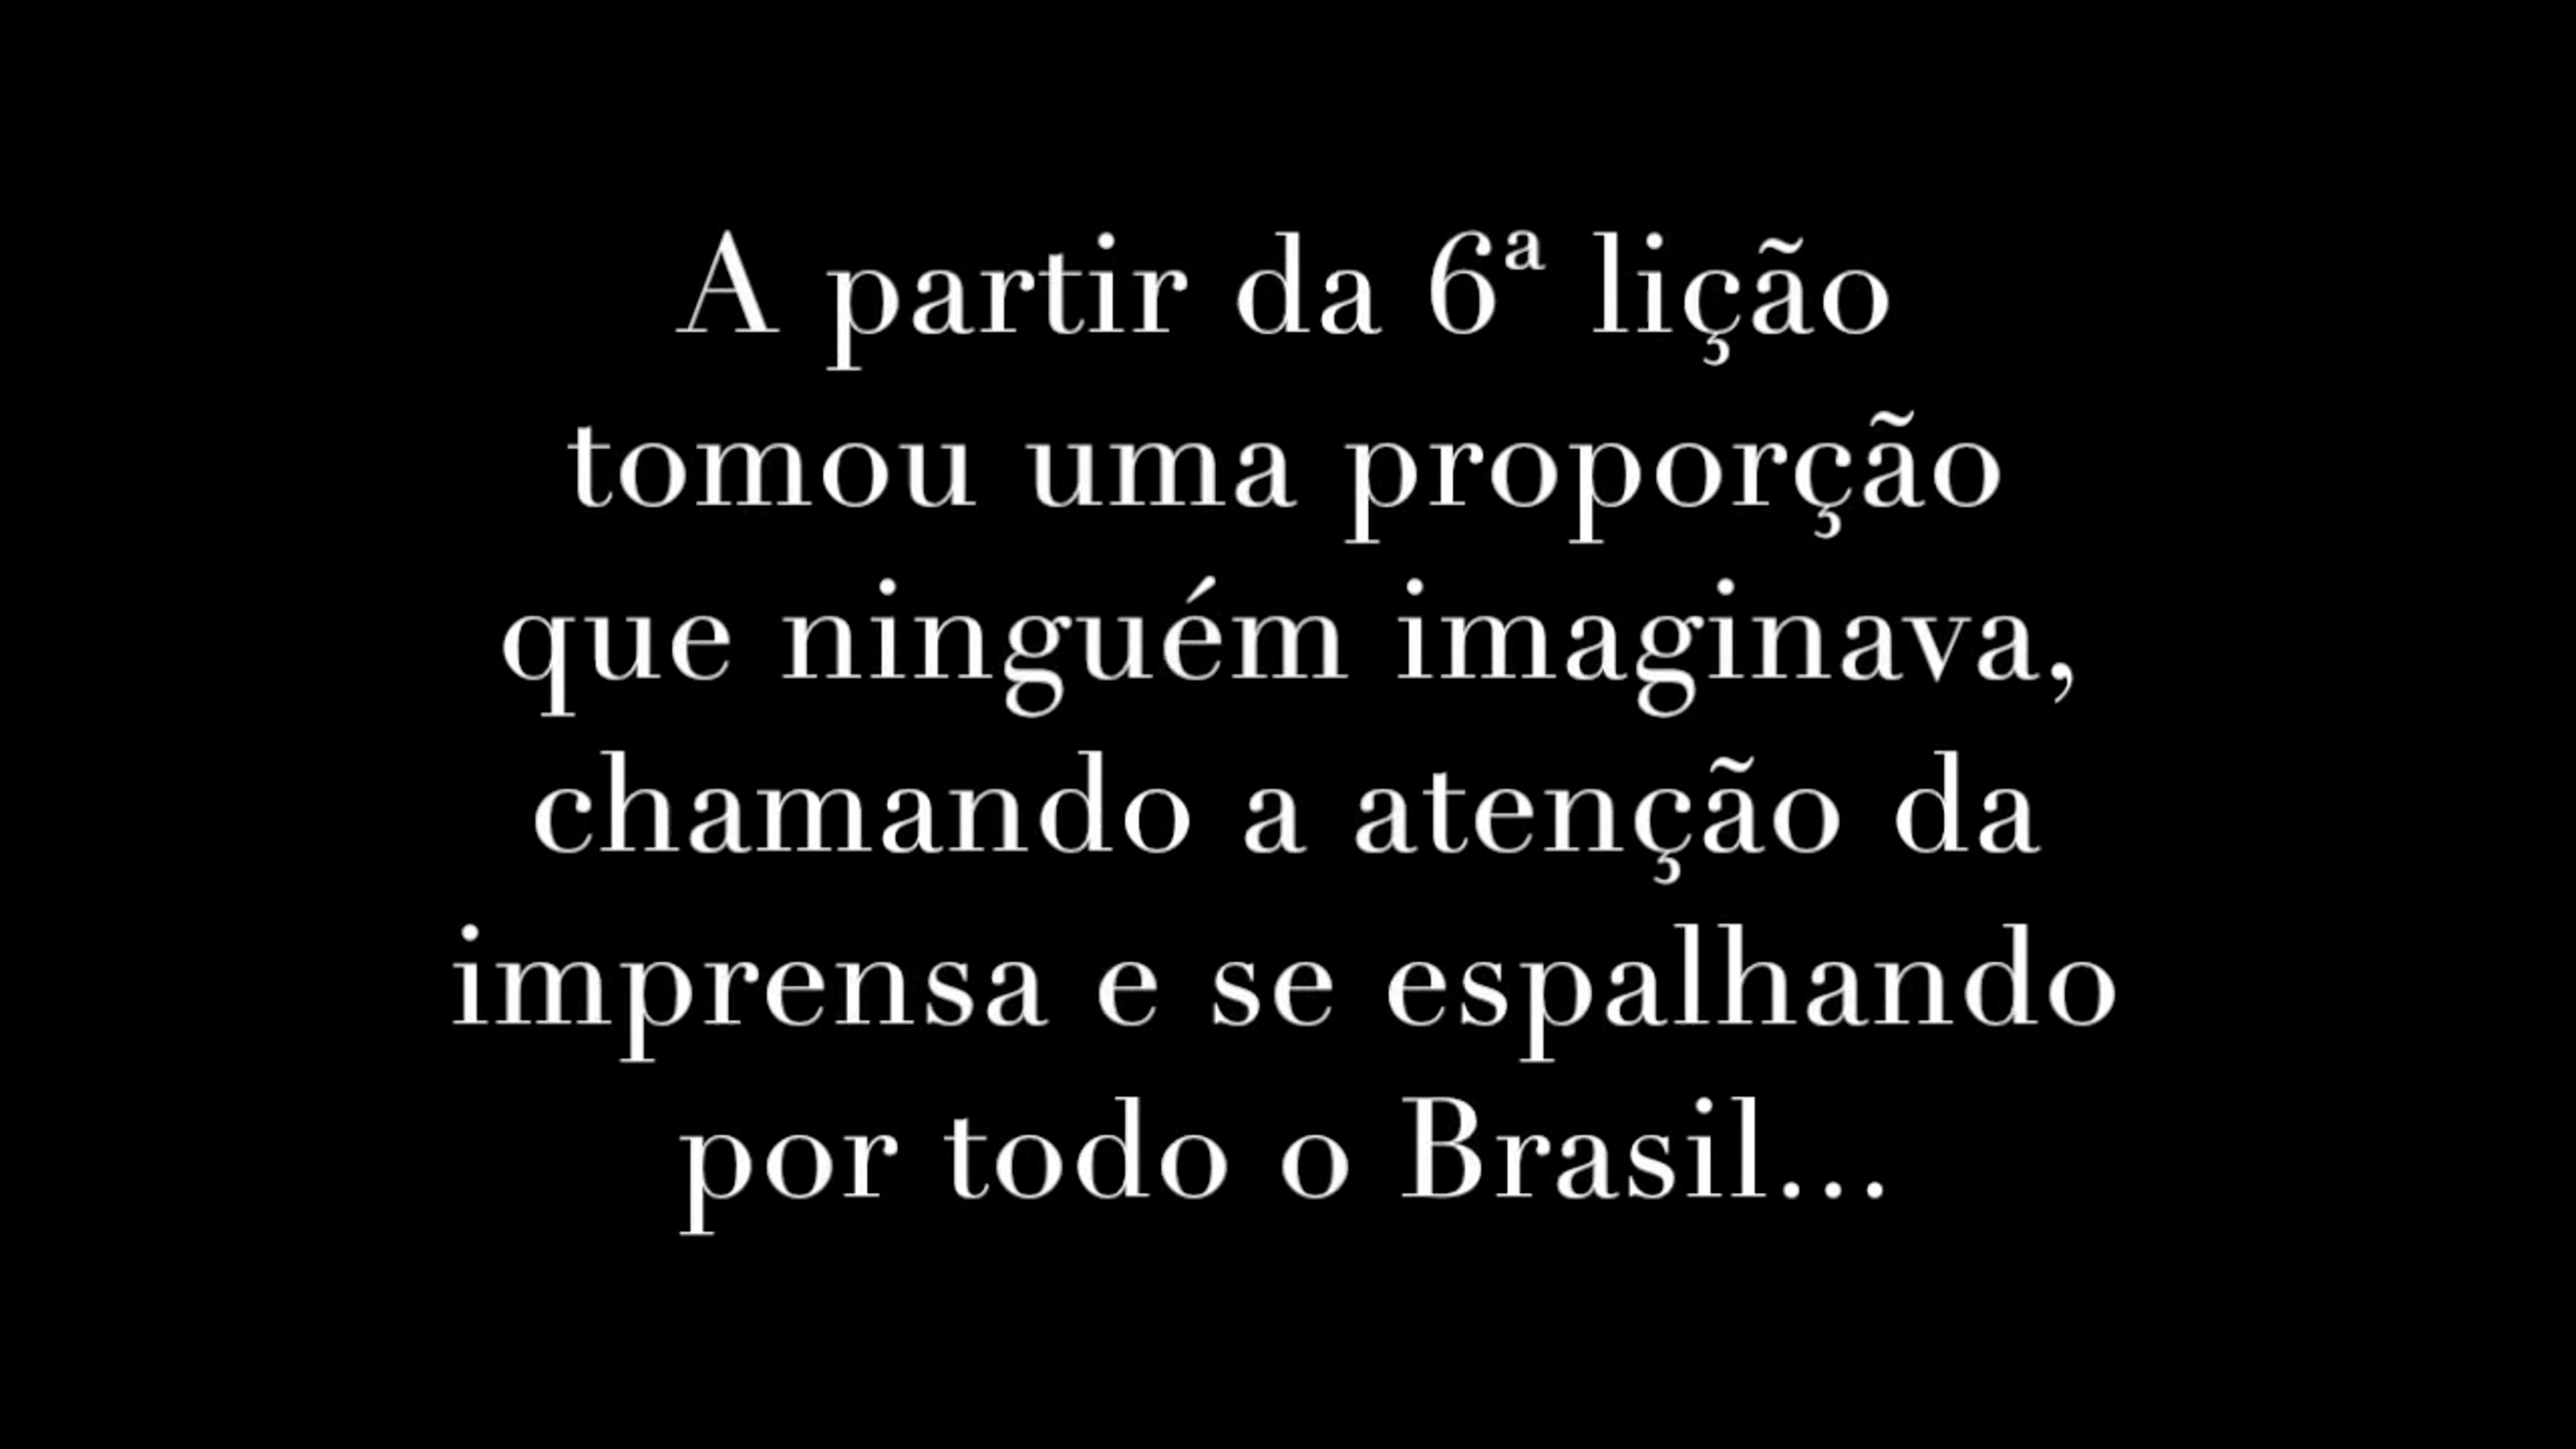 A partir da 6ª lição
tomou uma proporção
que ninguém imaginava,
chamando a atenção da
imprensa e se espalhando
por todo o Brasil...